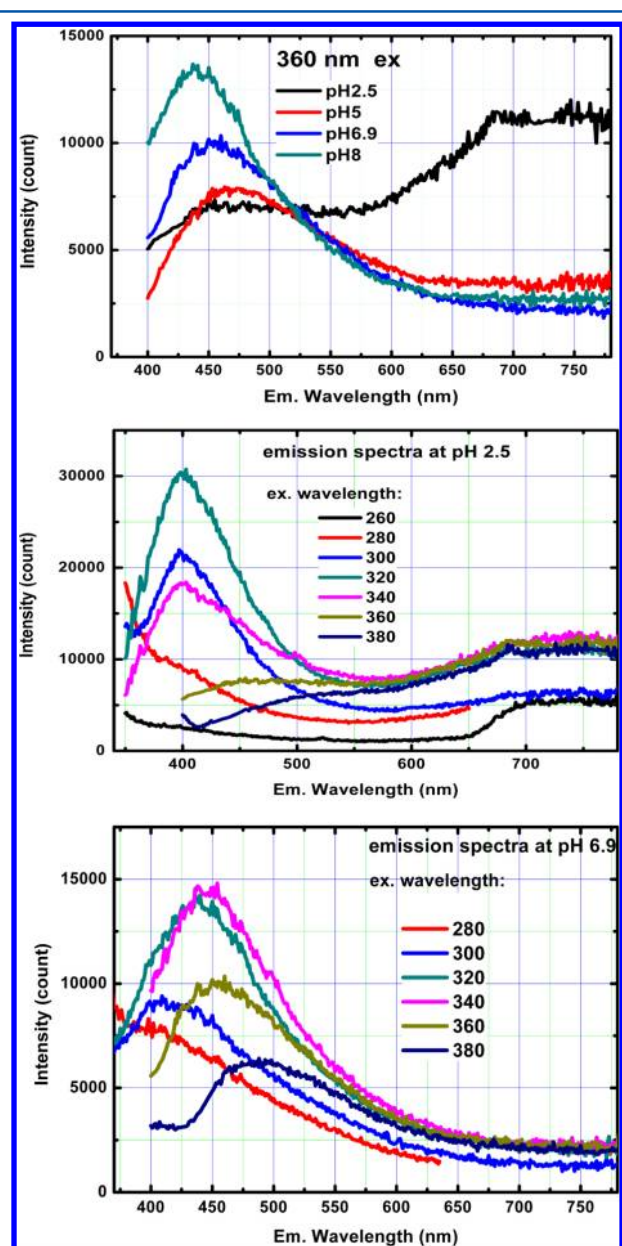 15000
360 nm ex
pH2.5
pH5
pH6.9
pH8
10000
5000
0
Intensity (count)
400 450 500 550 600 650 700 750
Em. Wavelength (nm)
emission spectra at pH 2.5
30000
ex. wavelength:
260
280
300
320
340
360
380
20000
10000
0
Intensity (count)
400 500 600 700
Em. Wavelength (nm)
emission spectra at pH 6.9
15000
ex. wavelength:
280
300
320
340
360
380
10000
5000
0
Intensity (count)
400 450 500 550 600 650 700 750
Em. Wavelength (nm)